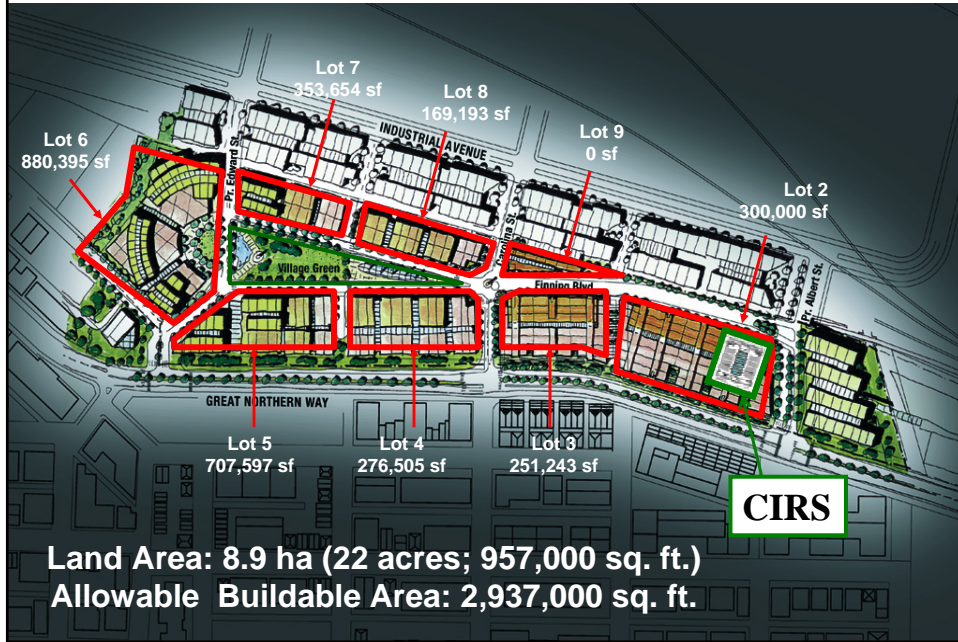 Lot 7
353,654 sf
Lot 8
169,193 sf
INDUSTRIAL AVENUE
Lot 9
0 sf
Lot 6
880,395 sf
Pr. Edward St.
Lot 2
300,000 sf
Carolina St.
Village Green
Finning Blvd
Pr. Albert St.
GREAT NORTHERN WAY
Lot 5
707,597 sf
Lot 4
276,505 sf
Lot 3
251,243 sf
CIRS
Land Area: 8.9 ha (22 acres; 957,000 sq. ft.)
Allowable Buildable Area: 2,937,000 sq. ft.